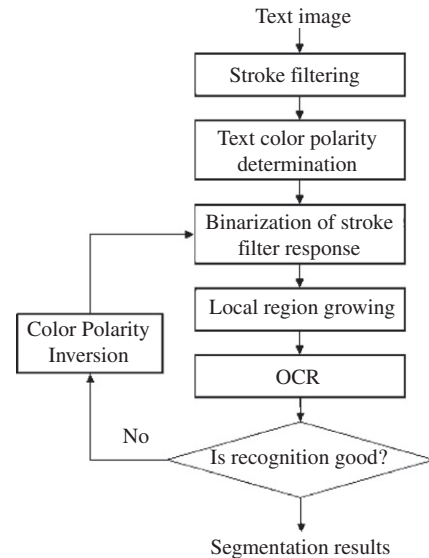 Text image
Stroke filtering
Text color polarity
determination
Binarization of stroke
filter response
Local region growing
Color Polarity
Inversion
OCR
No
Is recognition good?
Segmentation results